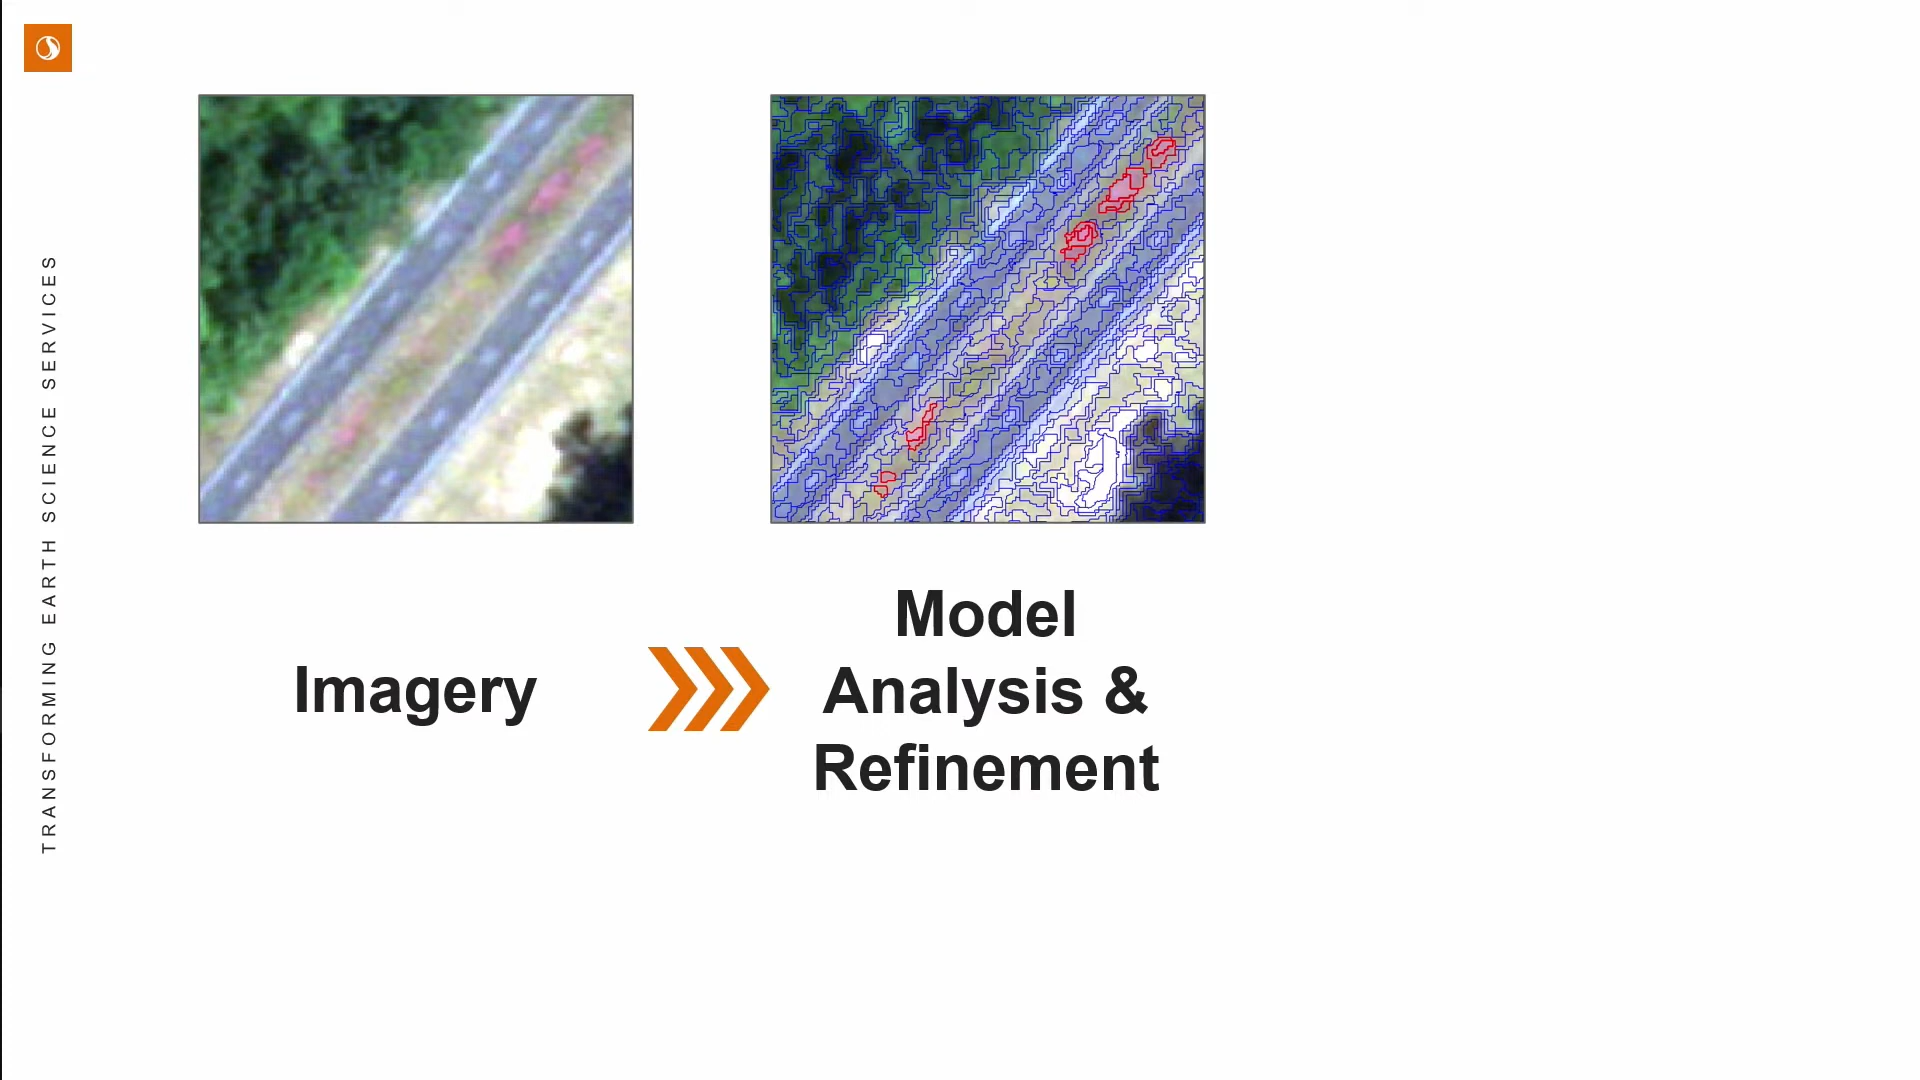 TRANSFORMING EARTH SCIENCE SERVICES
Imagery
Model
Analysis &
Refinement